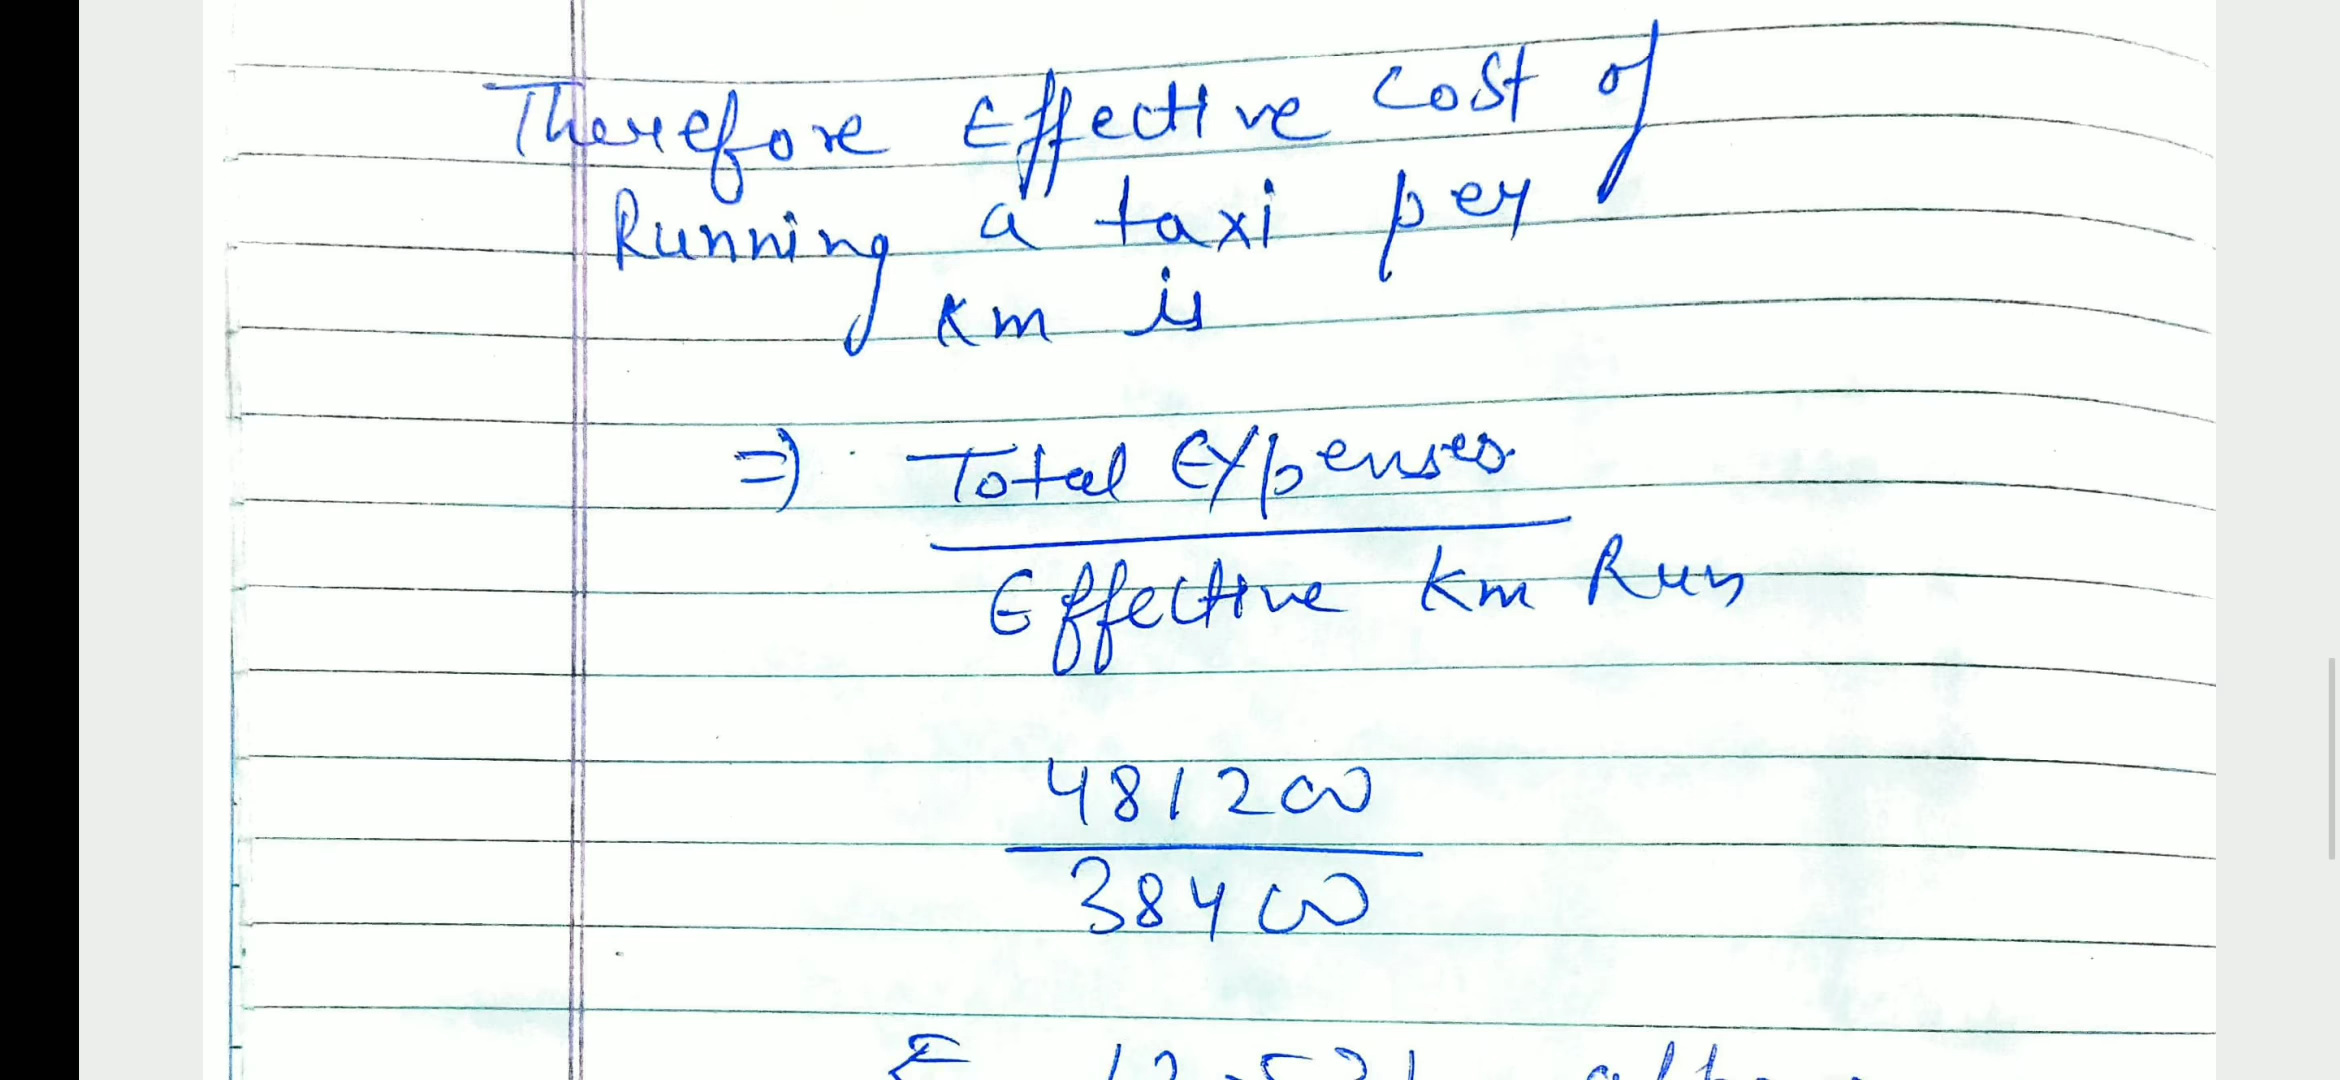 Therefore Effective Cost of
Running a taxi per
Km is
=> Total Expenses
Effective Km Run
481200
38400